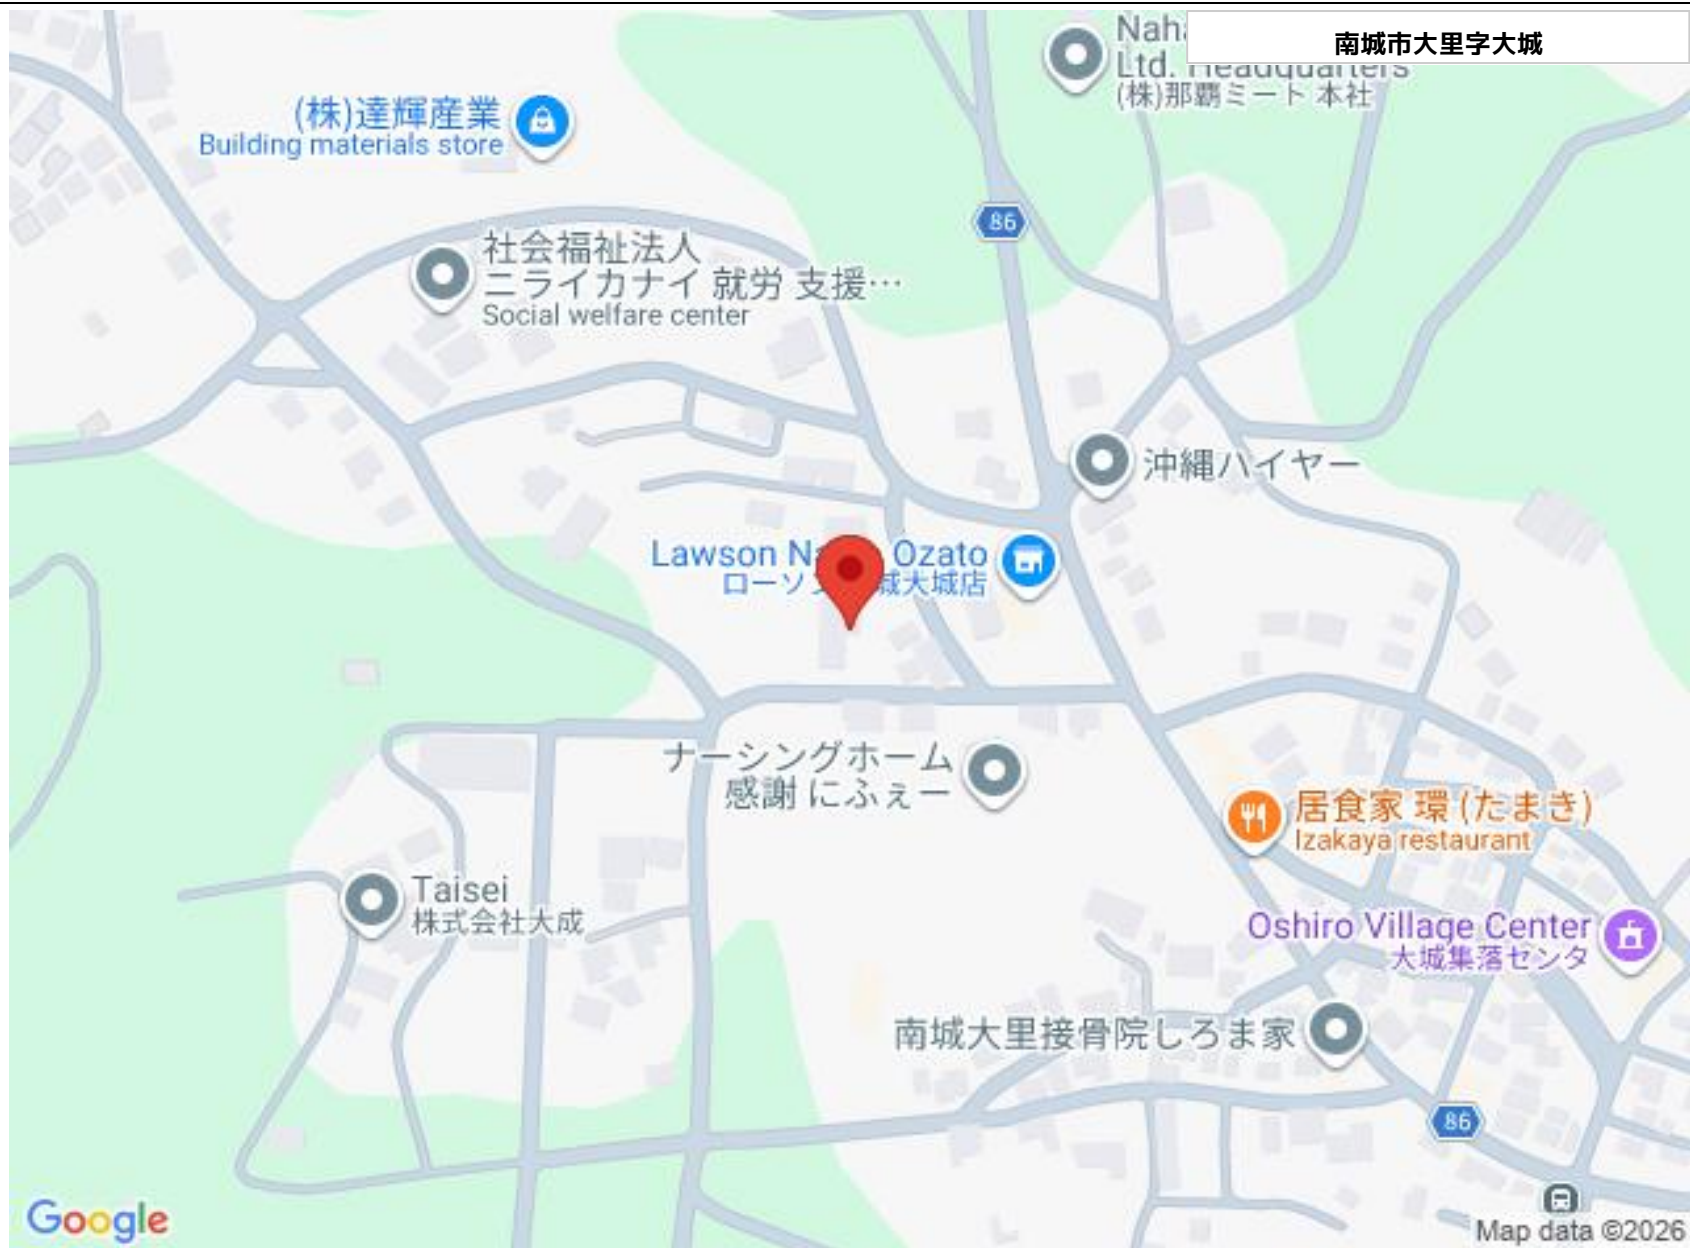 南城市大里字大城
Ltd. Headquarters
(株)那覇ミート 本社
(株)達輝産業
Building materials store
86
社会福祉法人
ニライカナイ 就労 支援…
Social welfare center
沖縄ハイヤー
Lawson Ozato
ローソ 城大城店
ナーシングホーム
感謝 にふぇー
居食家 環 (たまき)
Izakaya restaurant
Taisei
株式会社大成
Oshiro Village Center
大城集落センタ
南城大里接骨院しろま家
86
Google
Map data ©2026